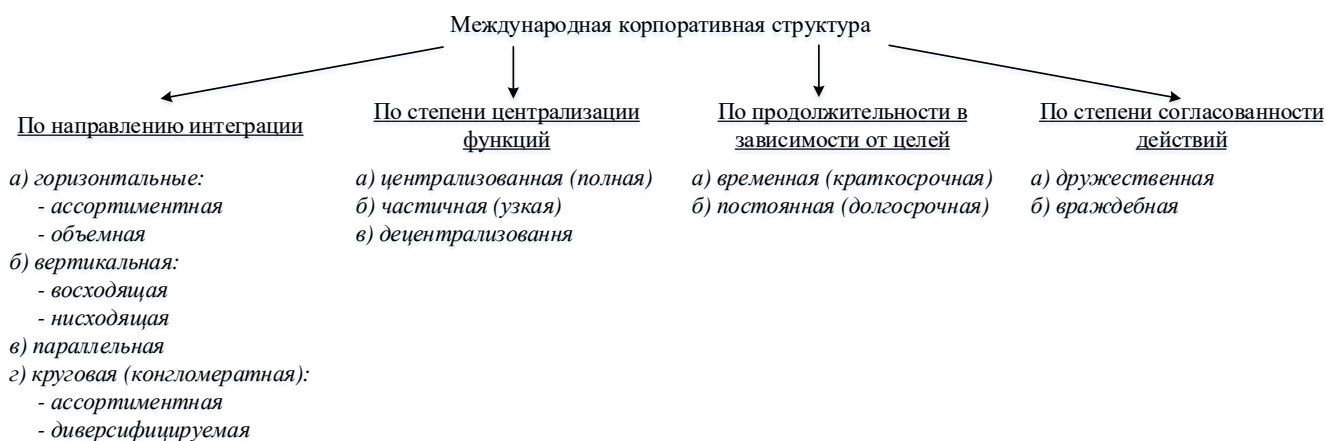 Международная корпоративная структура
По направлению интеграции
а) горизонтальные:
- ассортиментная
- объемная
б) вертикальная:
- восходящая
- нисходящая
в) параллельная
г) круговая (конгломератная):
- ассортиментная
- диверсифицируемая
По степени централизации
функций
а) централизованная (полная)
б) частичная (узкая)
в) децентрализовання
По продолжительности в
зависимости от целей
а) временная (краткосрочная)
б) постоянная (долгосрочная)
По степени согласованности
действий
а) дружественная
б) враждебная